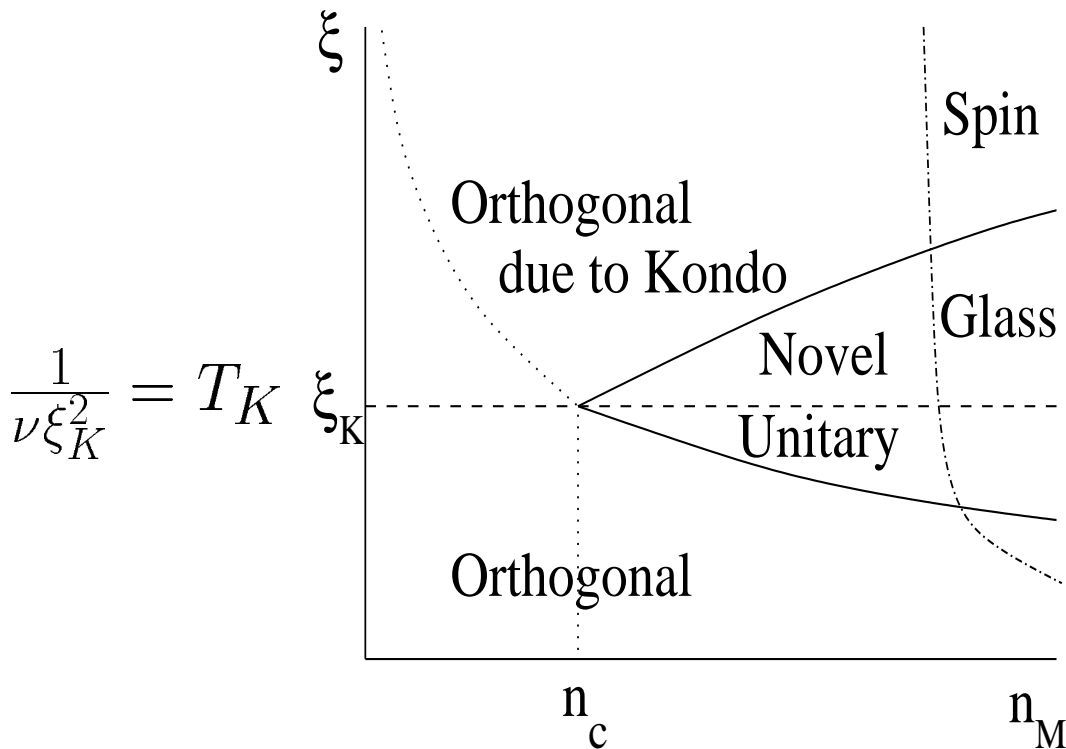 ξ
Spin
Orthogonal
due to Kondo
Glass
Novel
1/(νξ_K^2) = T_K ξ_K
Unitary
Orthogonal
n_c n_M